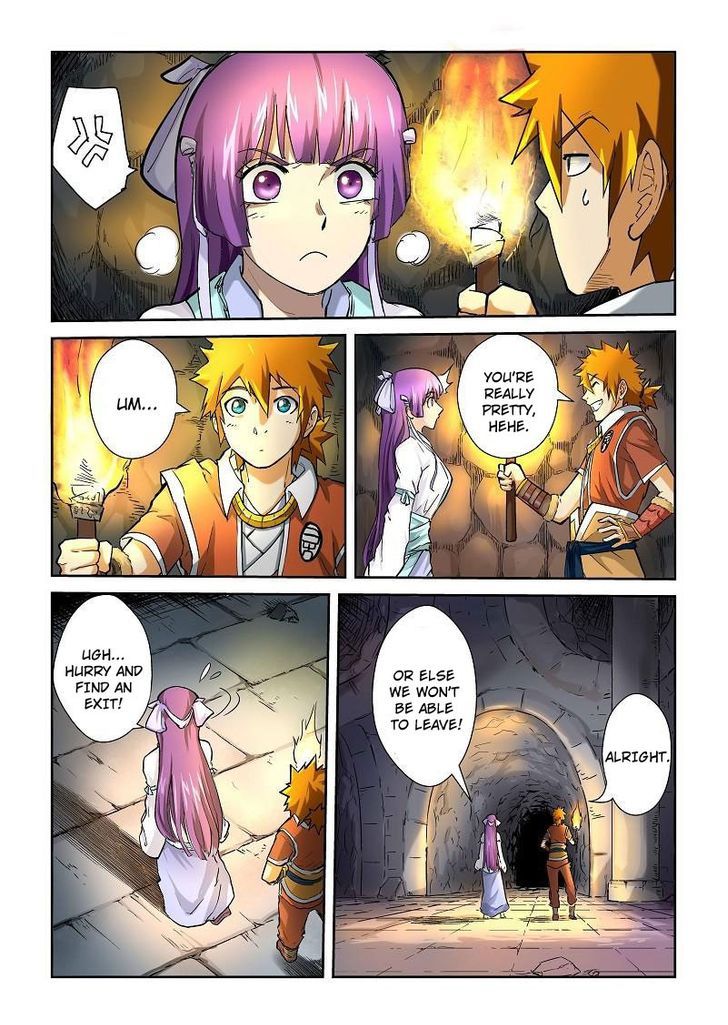 UM...
YOU'RE
REALLY
PRETTY,
HEHE.
UGH...
HURRY AND
FIND AN
EXIT!
OR ELSE
WE WON'T
BE ABLE
TO LEAVE!
ALRIGHT.